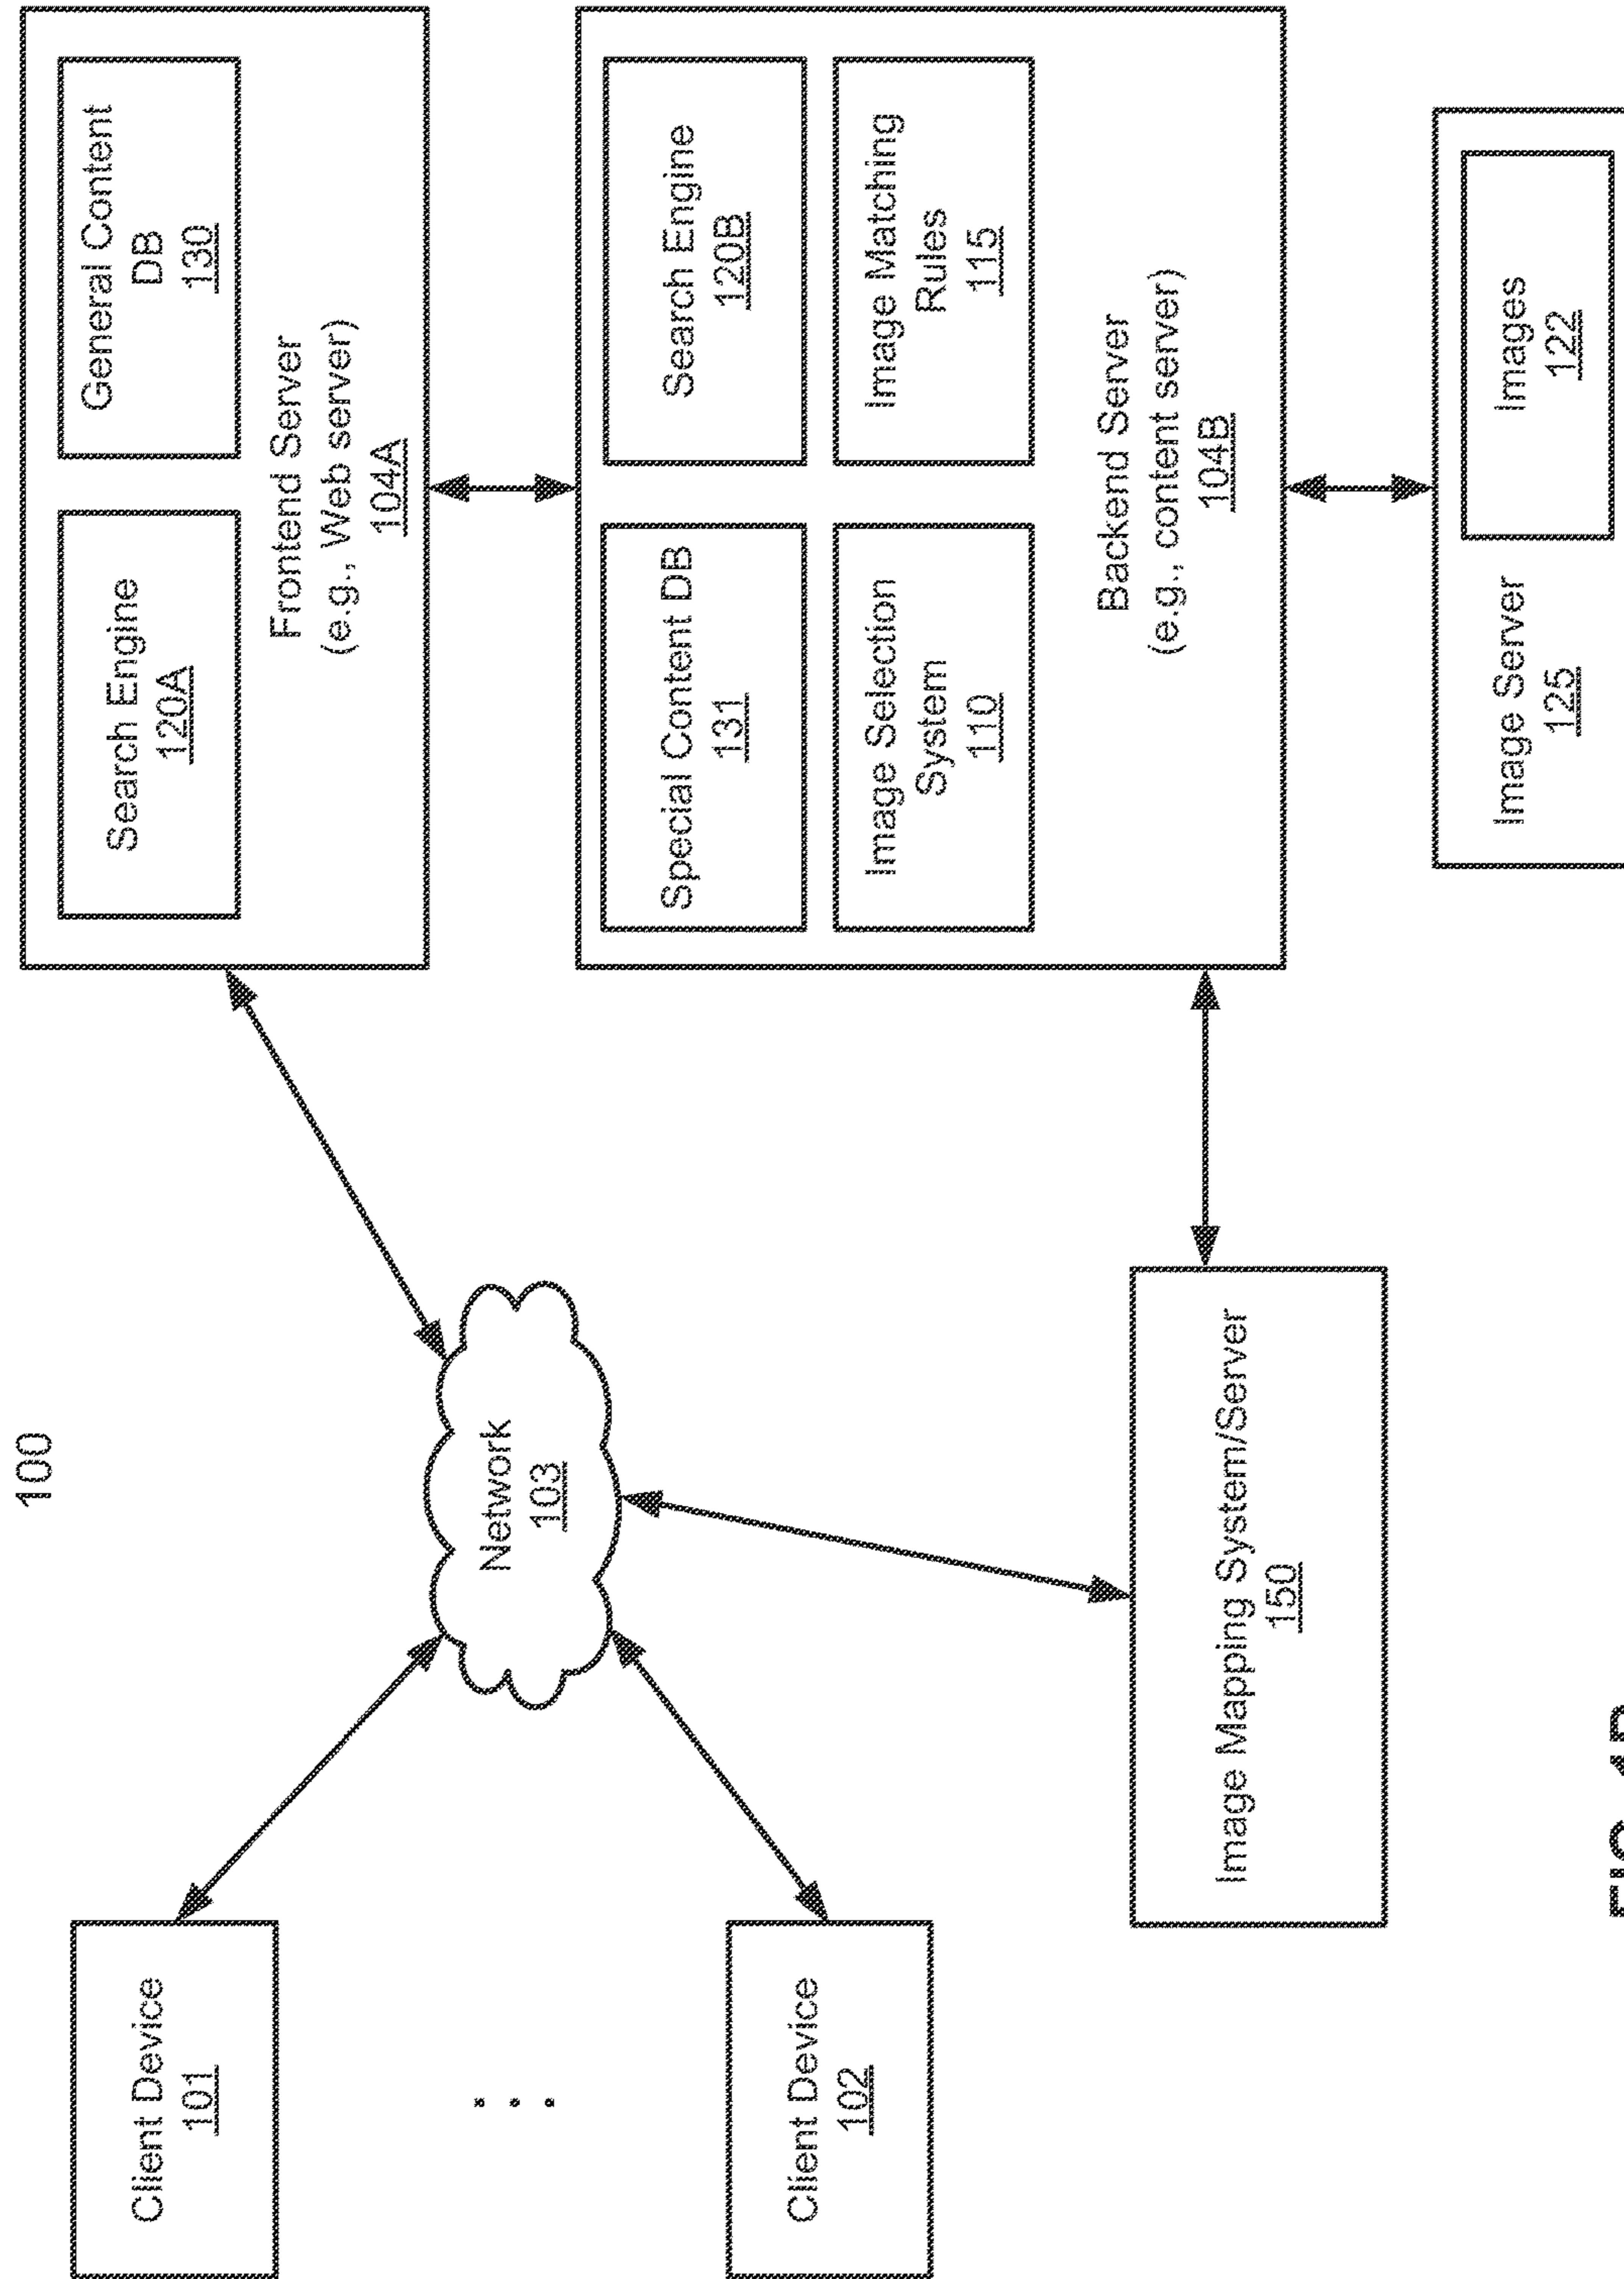 100
Client Device
101
. . .
Client Device
102
Network
103
Image Mapping System/Server
150
Search Engine
120A
General Content
DB
130
Frontend Server
(e.g., Web server)
104A
Special Content DB
131
Search Engine
120B
Image Selection
System
110
Image Matching
Rules
115
Backend Server
(e.g., content server)
104B
Image Server
125
Images
122